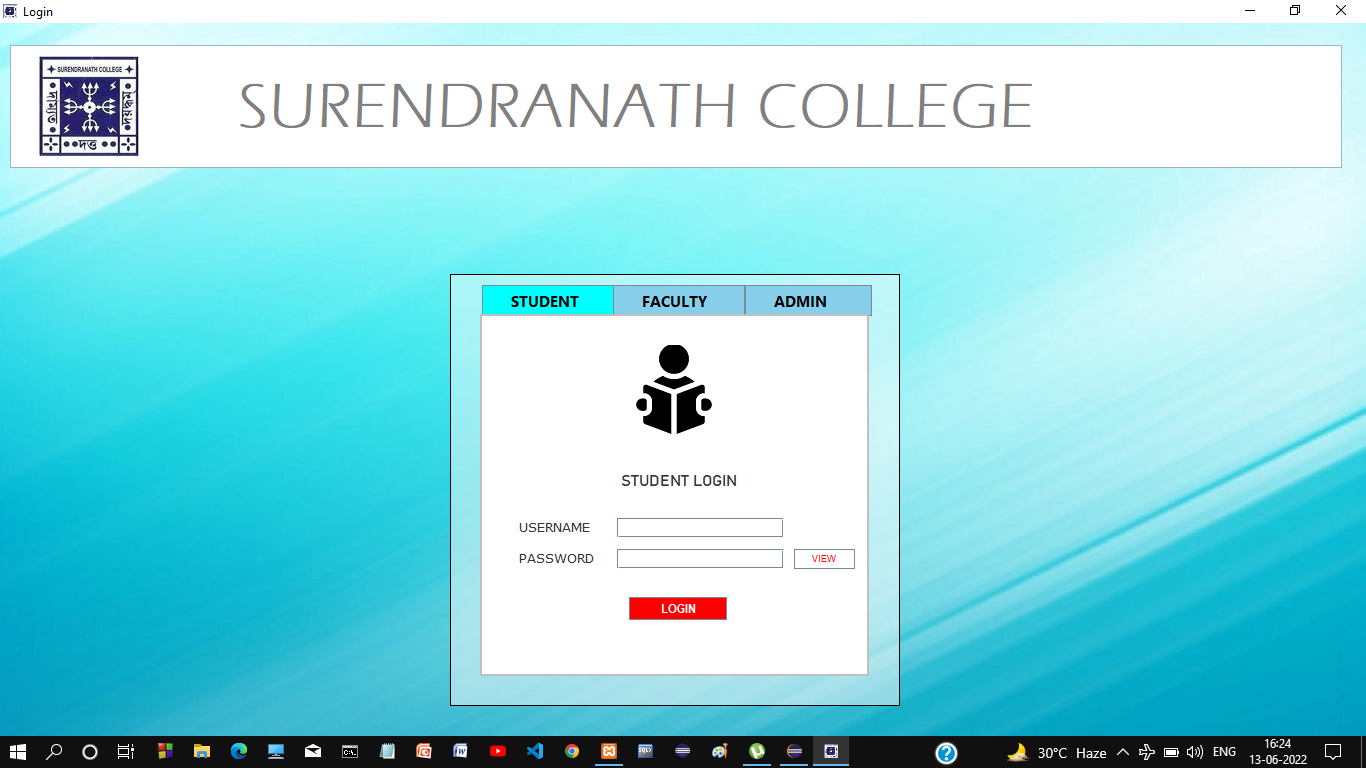 Login
SURENDRANATH COLLEGE
SURENDRANATH COLLEGE
দত্ত
STUDENT FACULTY ADMIN
STUDENT LOGIN
USERNAME
PASSWORD VIEW
LOGIN
30°C Haze ENG 16:24
13-06-2022